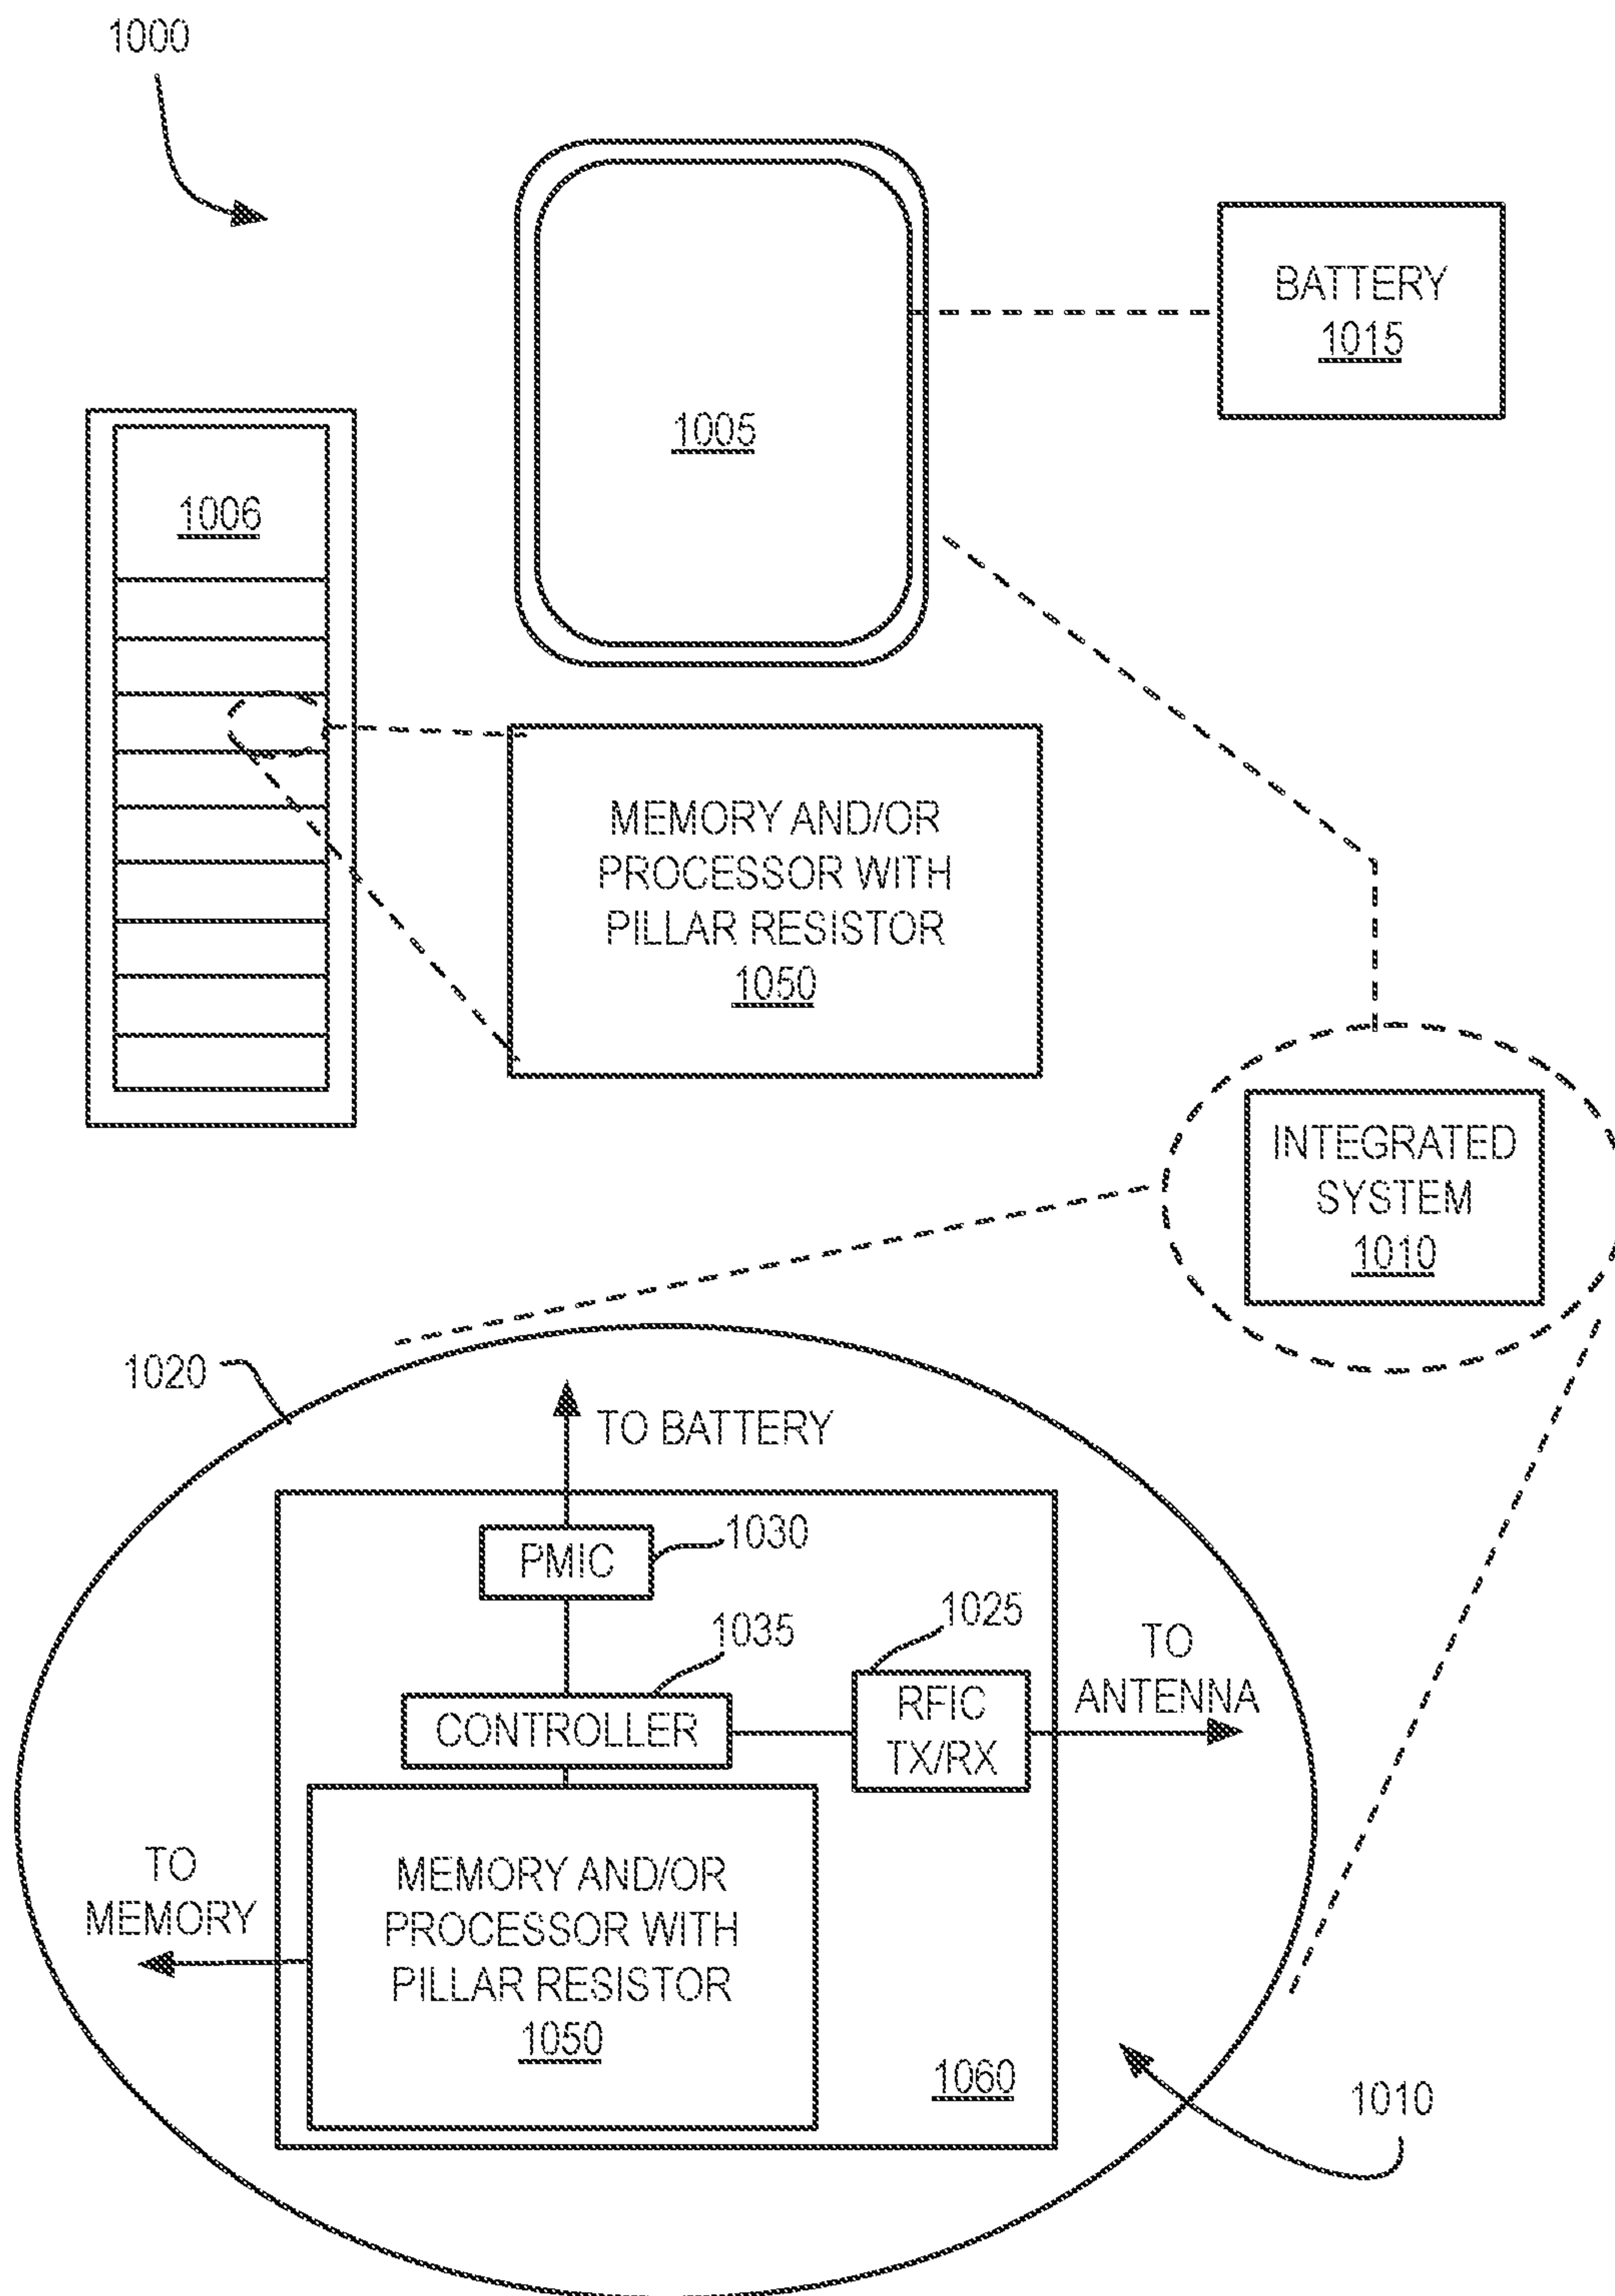 1000
BATTERY
1015
1005
1006
MEMORY AND/OR
PROCESSOR WITH
PILLAR RESISTOR
1050
INTEGRATED
SYSTEM
1010
1020
TO BATTERY
PMIC
1030
1025
1035
TO
ANTENNA
RFIC
TX/RX
CONTROLLER
TO
MEMORY
MEMORY AND/OR
PROCESSOR WITH
PILLAR RESISTOR
1050
1060
1010